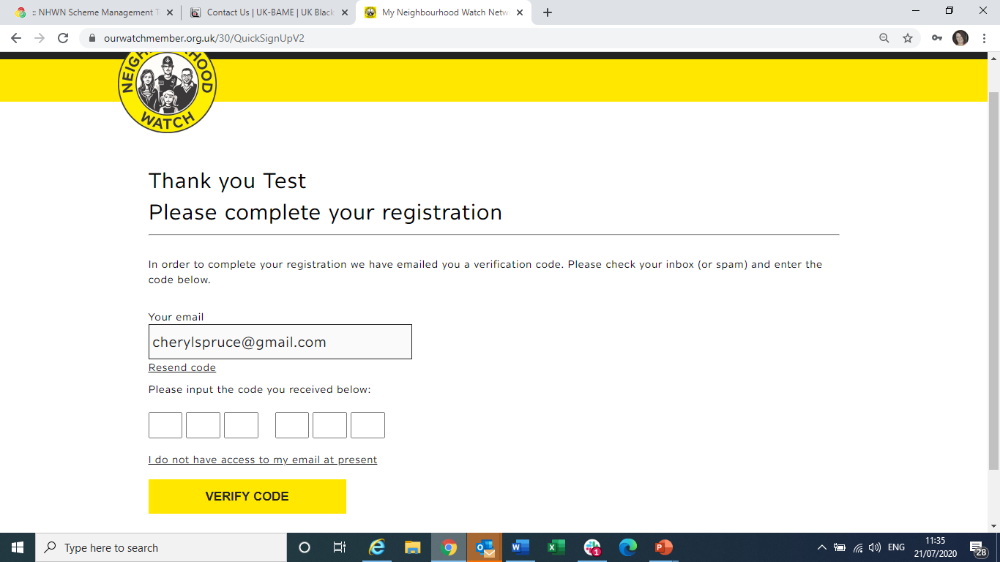 :: NHWN Scheme Management T
Contact Us | UK-BAME | UK Black
My Neighbourhood Watch Netw
ourwatchmember.org.uk/30/QuickSignUpV2
NEIGHBOURHOOD
WATCH
Thank you Test
Please complete your registration
In order to complete your registration we have emailed you a verification code. Please check your inbox (or spam) and enter the
code below.
Your email
cherylspruce@gmail.com
Resend code
Please input the code you received below:
I do not have access to my email at present
VERIFY CODE
Type here to search
1
ENG
11:35
21/07/2020
28